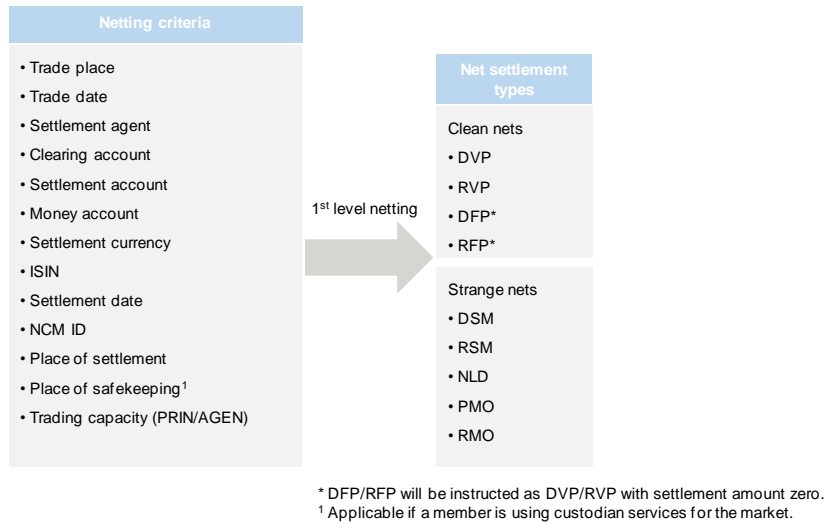 Netting criteria
• Trade place
• Trade date
• Settlement agent
• Clearing account
• Settlement account
• Money account
• Settlement currency
• ISIN
• Settlement date
• NCM ID
• Place of settlement
• Place of safekeeping¹
• Trading capacity (PRIN/AGEN)
1st level netting
Net settlement
types
Clean nets
• DVP
• RVP
• DFP*
• RFP*
Strange nets
• DSM
• RSM
• NLD
• PMO
• RMO
* DFP/RFP will be instructed as DVP/RVP with settlement amount zero.
¹ Applicable if a member is using custodian services for the market.